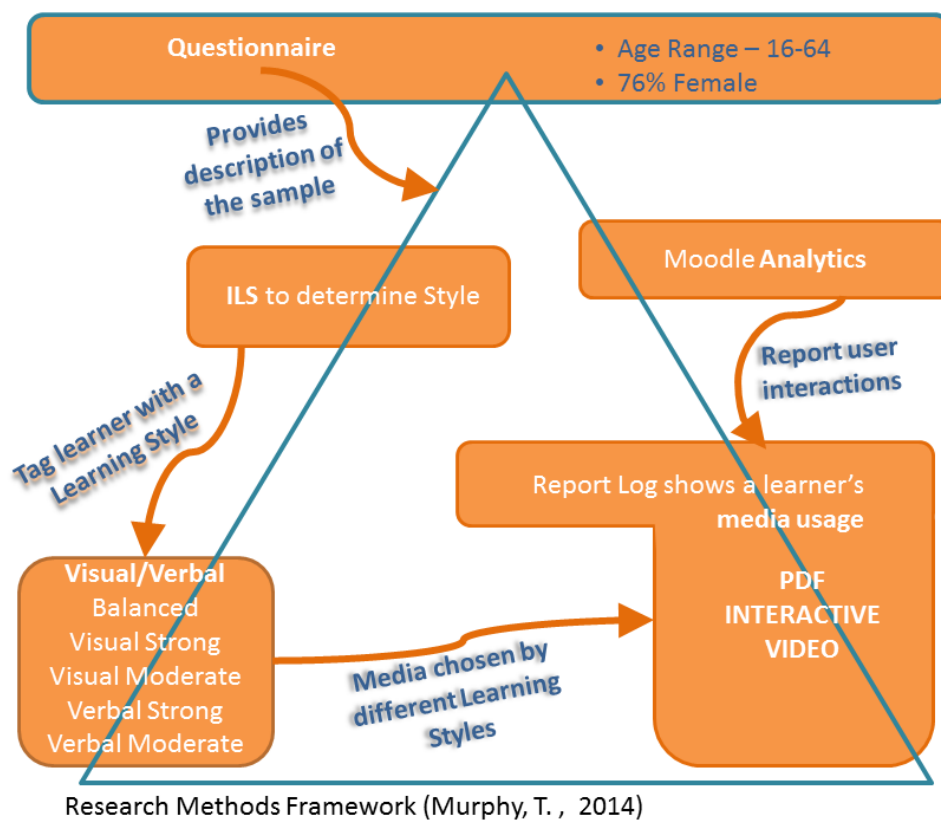 Questionnaire
• Age Range – 16-64
• 76% Female
Provides
description of
the sample
ILS to determine Style
Moodle Analytics
Tag learner with a
Learning Style
Report user
interactions
Report Log shows a learner's
media usage
PDF
INTERACTIVE
VIDEO
Visual/Verbal
Balanced
Visual Strong
Visual Moderate
Verbal Strong
Verbal Moderate
Media chosen by
different Learning
Styles
Research Methods Framework (Murphy, T. , 2014)